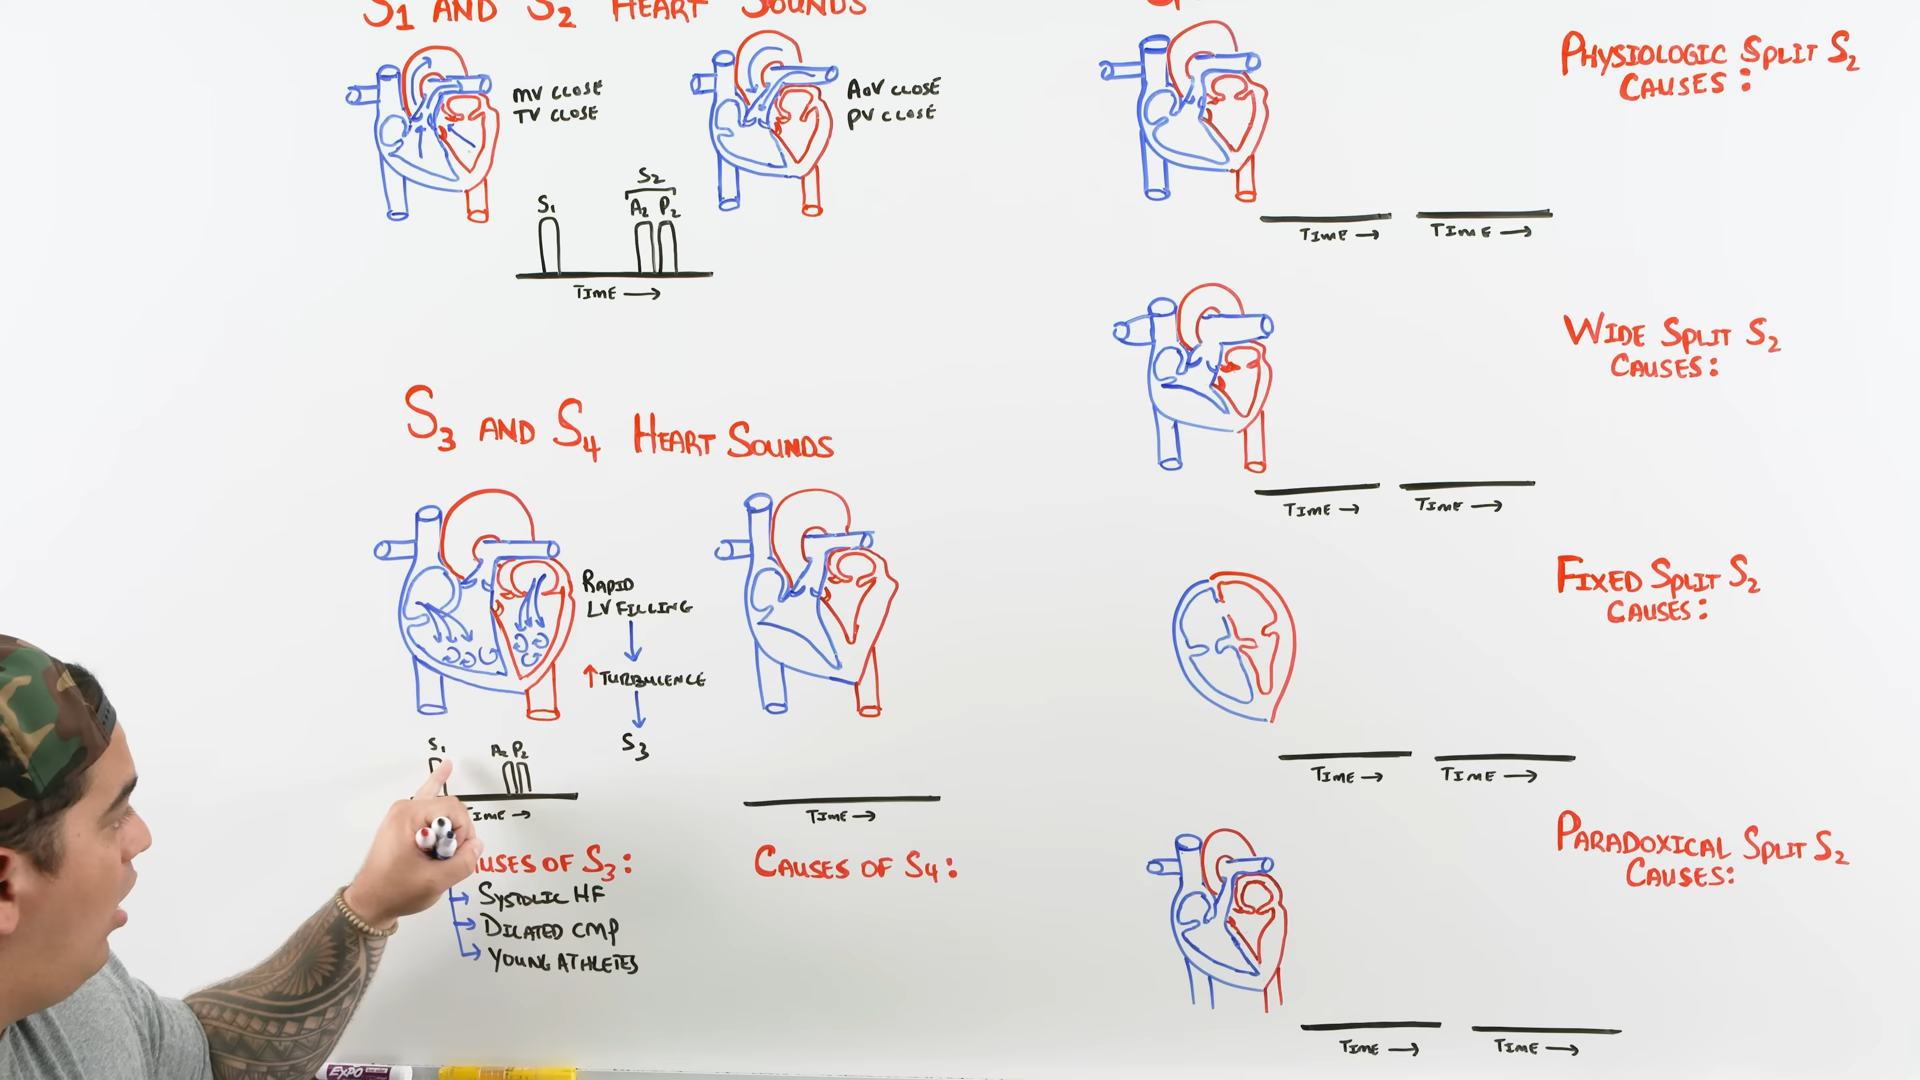 S1 AND S2 HEART SOUNDS
MV CLOSE
TV CLOSE
AoV CLOSE
PV CLOSE
S2
S1 A2 P2
TIME →
S3 AND S4 HEART SOUNDS
RAPID
LV FILLING
↑ TURBULENCE
S3
S1 A2 P2
TIME →
CAUSES OF S3:
→ SYSTOLIC HF
→ DILATED CMP
→ YOUNG ATHLETES
TIME →
CAUSES OF S4:
PHYSIOLOGIC SPLIT S2
CAUSES:
TIME → TIME →
WIDE SPLIT S2
CAUSES:
TIME → TIME →
FIXED SPLIT S2
CAUSES:
TIME → TIME →
PARADOXICAL SPLIT S2
CAUSES:
TIME → TIME →
EXPO